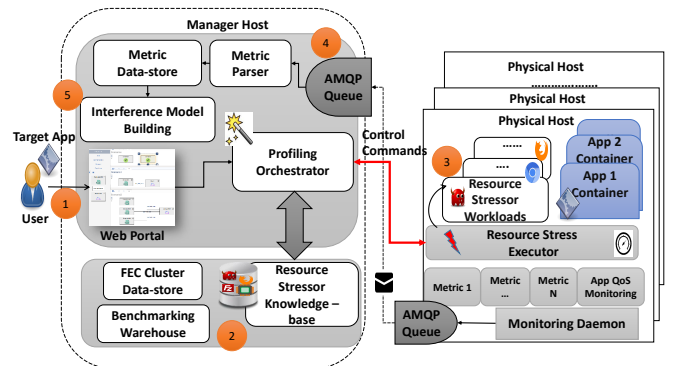 Manager Host
4
Metric
Data-store
Metric
Parser
AMQP
Queue
5
Interference Model
Building
Target App
User
1
Web Portal
Profiling
Orchestrator
Control
Commands
FEC Cluster
Data-store
Benchmarking
Warehouse
2
Resource
Stressor
Knowledge –
base
Physical Host
.....................
Physical Host
Physical Host
3
......
....
Resource
Stressor
Workloads
App 2
Container
App 1
Container
Resource Stress
Executor
Metric 1
Metric
...
Metric
N
App QoS
Monitoring
AMQP
Queue
Monitoring Daemon